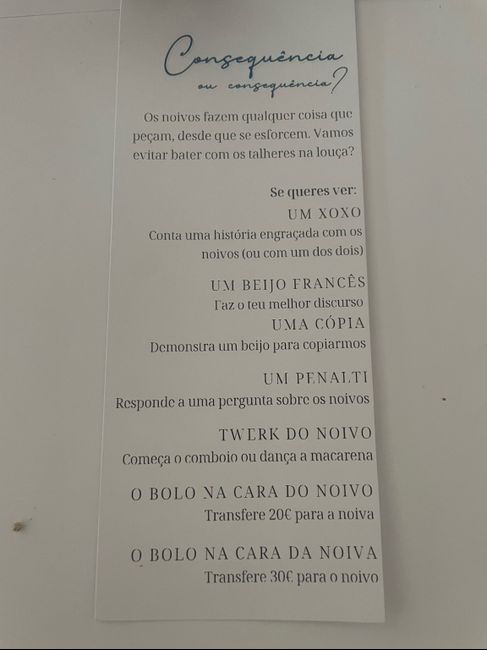 Consequência
ou consequência?
Os noivos fazem qualquer coisa que
peçam, desde que se esforcem. Vamos
evitar bater com os talheres na louça?
Se queres ver:
UM XOXO
Conta uma história engraçada com os
noivos (ou com um dos dois)
UM BEIJO FRANCÊS
Faz o teu melhor discurso
UMA CÓPIA
Demonstra um beijo para copiarmos
UM PENALTI
Responde a uma pergunta sobre os noivos
TWERK DO NOIVO
Começa o comboio ou dança a macarena
O BOLO NA CARA DO NOIVO
Transfere 20€ para a noiva
O BOLO NA CARA DA NOIVA
Transfere 30€ para o noivo